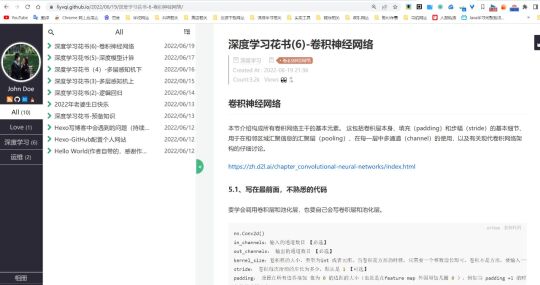 fiyvql.github.io/2022/06/19/深度学习花书-6-卷积神经网络/
YouTube
Chrome
All
John Doe
All (10)
Love (1)
深度学习 (6)
运维 (2)
相册
深度学习花书(6)-卷积神经网络 2022/06/19
深度学习花书(5)-深度模型计算 2022/06/17
深度学习花书（4）-多层感知机下 2022/06/16
深度学习花书(3)-多层感知机上 2022/06/15
深度学习花书(2)-逻辑回归 2022/06/14
2022年老爸生日快乐 2022/06/13
深度学习花书-预备知识 2022/06/13
Hexo写博客中会遇到的问题（持续... 2022/06/12
Hexo-GitHub配置个人网站 2022/06/12
Hello World(作者自带的，感谢作... 2022/06/12
深度学习花书(6)-卷积神经网络
深度学习
卷积神经网络
Created At : 2022-06-19 21:36
Count:3.2k Views
卷积神经网络
本节介绍构成所有卷积网络主干的基本元素。 这包括卷积层本身、填充（padding）和步幅（stride）的基本细节、
用于在相邻区域汇聚信息的汇聚层（pooling）、在每一层中多通道（channel）的使用，以及有关现代卷积网络架
构的仔细讨论。
https://zh.d2l.ai/chapter_convolutional-neural-networks/index.html
5.1、写在最前面，不熟悉的代码
要学会调用卷积层和池化层，也要自己会写卷积层和池化层。
nn.Conv2d()
in_channels: 输入的通道数目 【必选】
out_channels: 输出的通道数目 【必选】